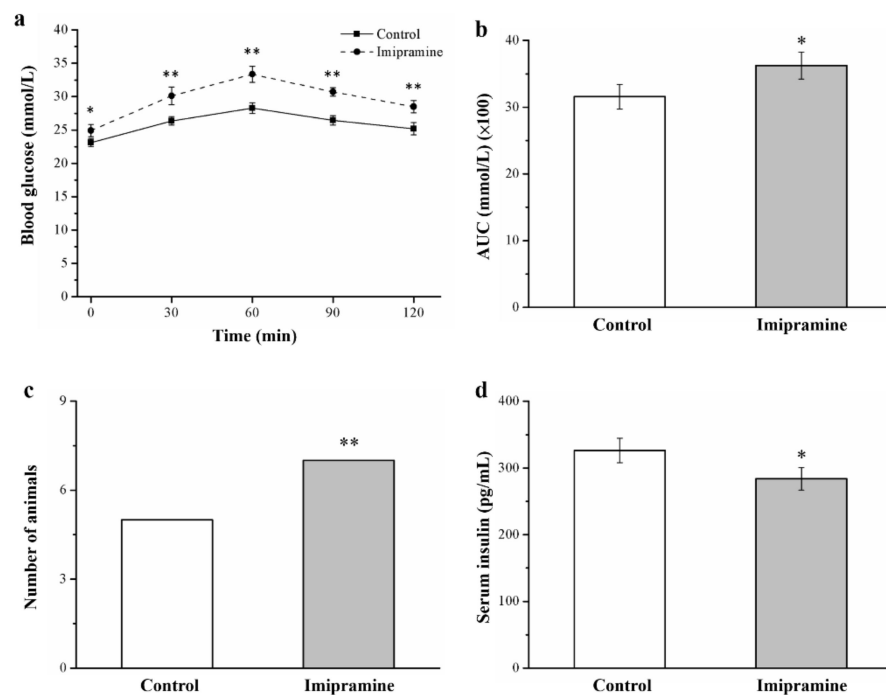 a
Control
Imipramine
Blood glucose (mmol/L)
40
35
30
25
20
15
10
5
0
*
**
**
**
**
0 30 60 90 120
Time (min)
b
AUC (mmol/L) (×100)
40
30
20
10
0
*
Control Imipramine
c
Number of animals
9
6
3
0
**
Control Imipramine
d
Serum insulin (pg/mL)
400
300
200
100
0
*
Control Imipramine